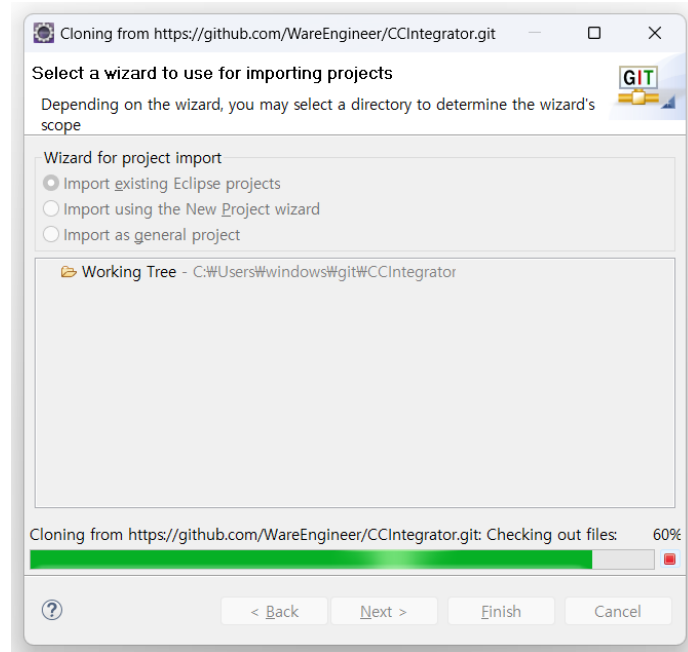 Cloning from https://github.com/WareEngineer/CCIntegrator.git
Select a wizard to use for importing projects
GIT
Depending on the wizard, you may select a directory to determine the wizard's
scope
Wizard for project import
Import existing Eclipse projects
Import using the New Project wizard
Import as general project
Working Tree - C:₩Users₩windows₩git₩CCIntegrator
Cloning from https://github.com/WareEngineer/CCIntegrator.git: Checking out files: 60%
?
< Back Next > Finish Cancel